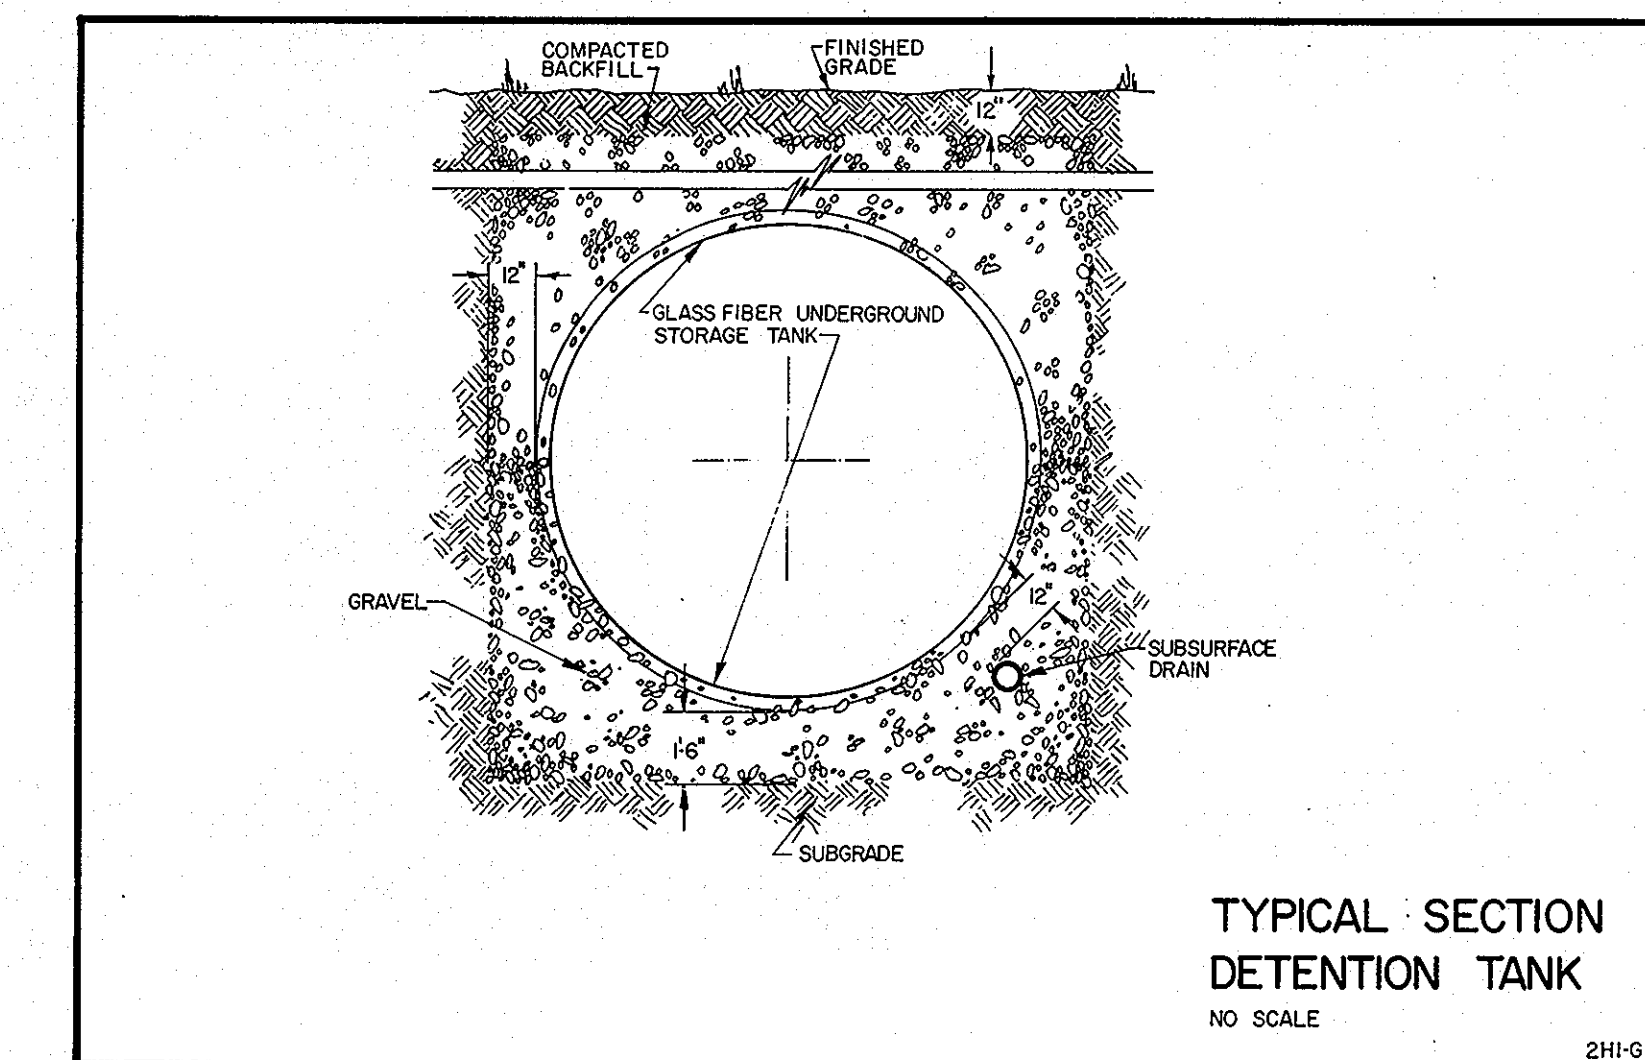 COMPACTED
BACKFILL
FINISHED
GRADE
12"
12"
GLASS FIBER UNDERGROUND
STORAGE TANK
GRAVEL
12"
SUBSURFACE
DRAIN
1'-6"
SUBGRADE
TYPICAL SECTION
DETENTION TANK
NO SCALE
2HI-G